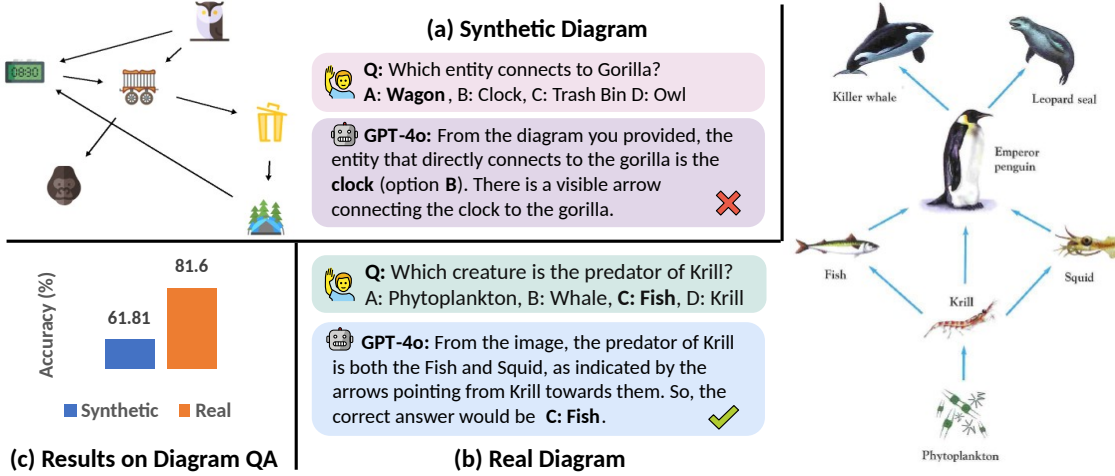 08:30
(a) Synthetic Diagram
Q: Which entity connects to Gorilla?
A: Wagon, B: Clock, C: Trash Bin D: Owl
GPT-4o: From the diagram you provided, the
entity that directly connects to the gorilla is the
clock (option B). There is a visible arrow
connecting the clock to the gorilla.
Killer whale
Leopard seal
Emperor
penguin
Fish
Squid
Krill
Phytoplankton
Accuracy (%)
61.81
81.6
Synthetic
Real
(c) Results on Diagram QA
Q: Which creature is the predator of Krill?
A: Phytoplankton, B: Whale, C: Fish, D: Krill
GPT-4o: From the image, the predator of Krill
is both the Fish and Squid, as indicated by the
arrows pointing from Krill towards them. So, the
correct answer would be C: Fish.
(b) Real Diagram